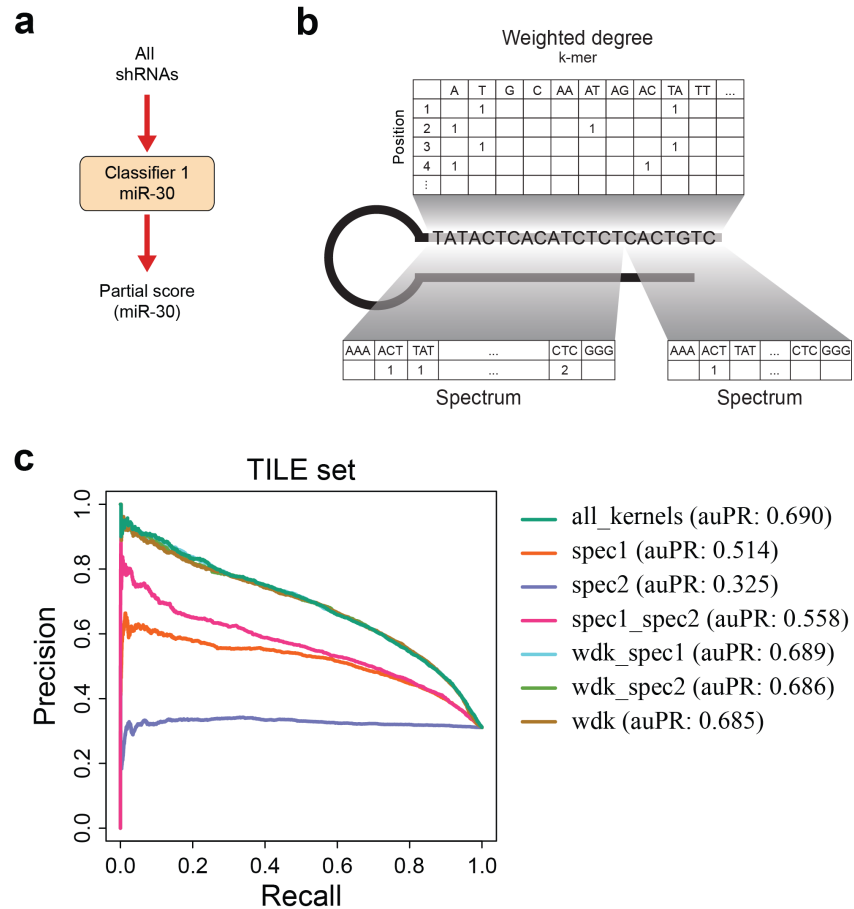 a
All
shRNAs
Classifier 1
miR-30
Partial score
(miR-30)
b
Weighted degree
k-mer
A T G C AA AT AG AC TA TT ...
Position
1 1 1
2 1 1
3 1 1
4 1 1
⋮
TATACTCACATCTCTCACTGTC
AAA ACT TAT ... CTC GGG
1 1 ... 2
Spectrum
AAA ACT TAT ... CTC GGG
1 ...
Spectrum
c
TILE set
Precision
1.0
0.8
0.6
0.4
0.2
0.0
0.0 0.2 0.4 0.6 0.8 1.0
Recall
all_kernels (auPR: 0.690)
spec1 (auPR: 0.514)
spec2 (auPR: 0.325)
spec1_spec2 (auPR: 0.558)
wdk_spec1 (auPR: 0.689)
wdk_spec2 (auPR: 0.686)
wdk (auPR: 0.685)